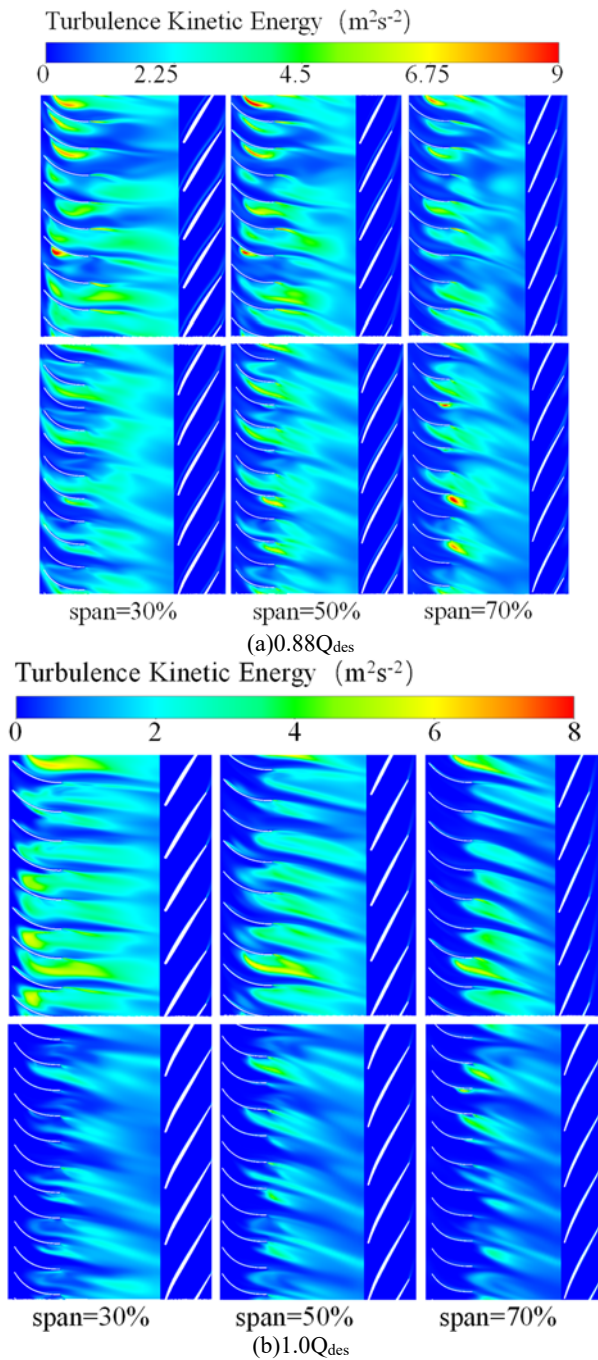 Turbulence Kinetic Energy (m²s⁻²)
0 2.25 4.5 6.75 9
span=30% span=50% span=70%
(a)0.88Qdes
Turbulence Kinetic Energy (m²s⁻²)
0 2 4 6 8
span=30% span=50% span=70%
(b)1.0Qdes